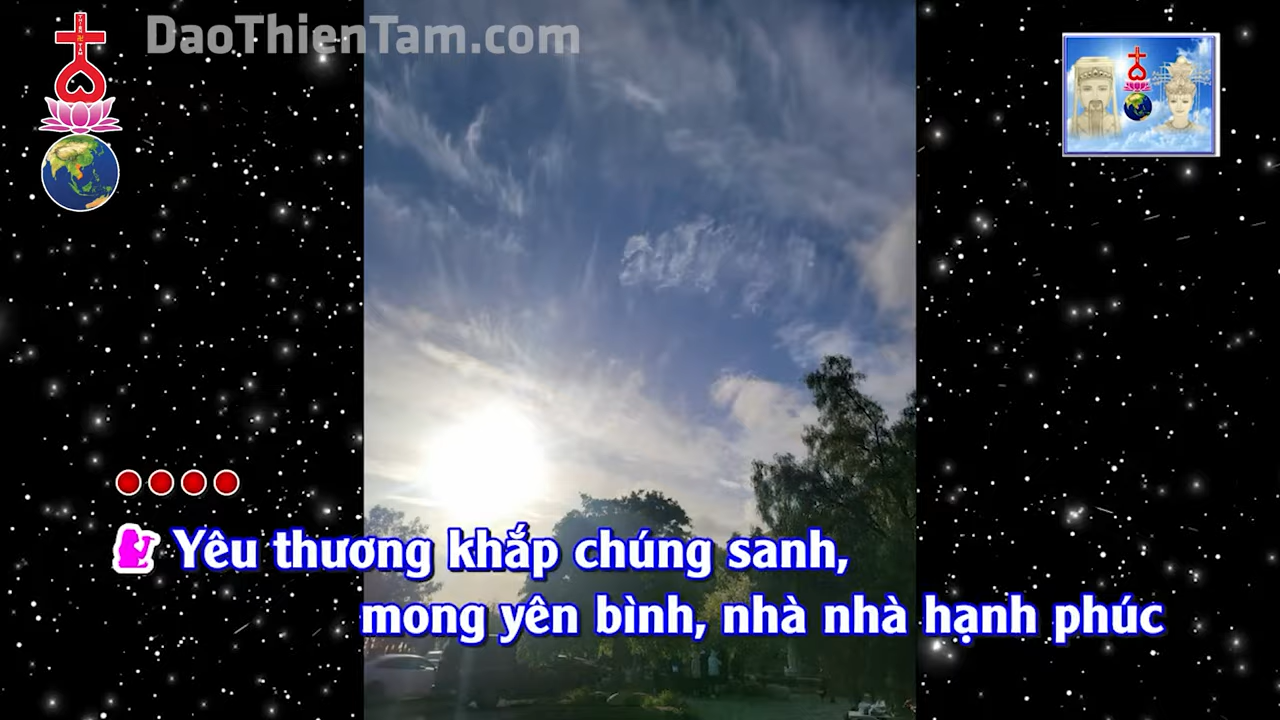 DaoThienTam.com
Yêu thương khắp chúng sanh,
mong yên bình, nhà nhà hạnh phúc